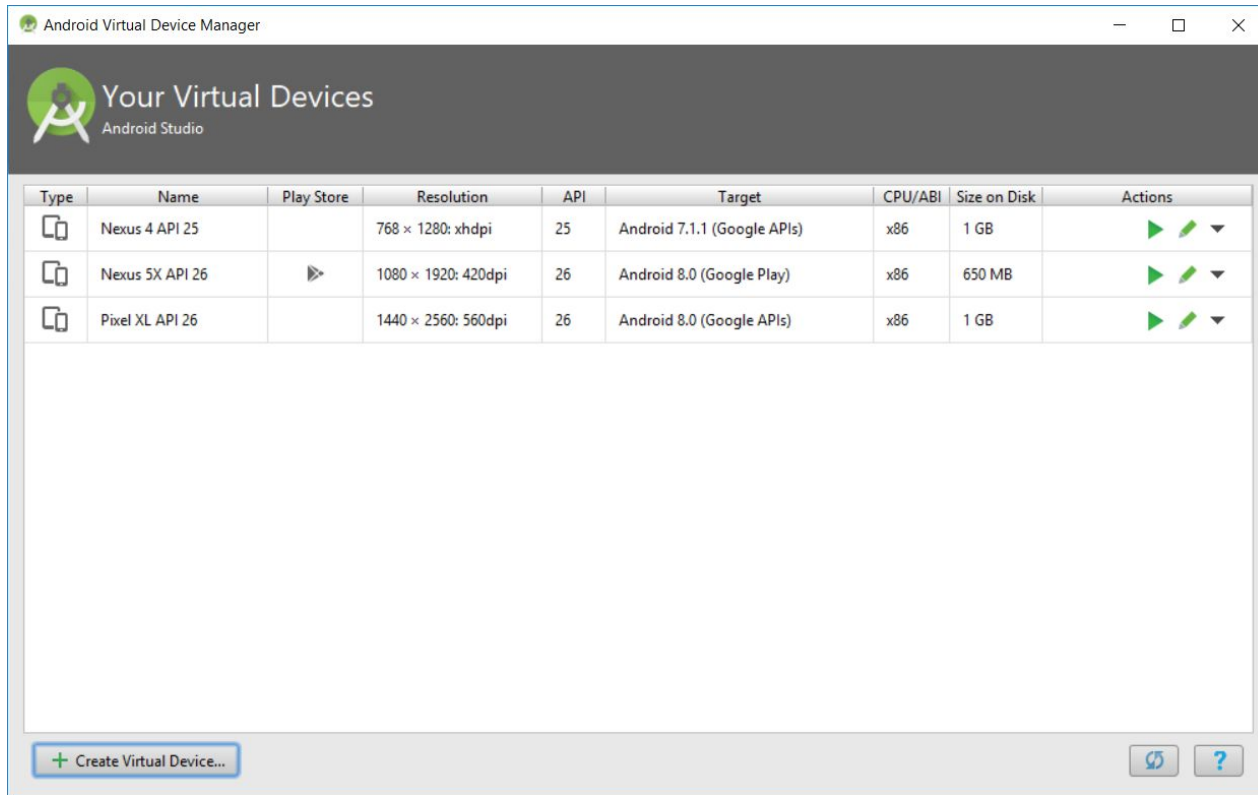 Android Virtual Device Manager
Your Virtual Devices
Android Studio
Type Name Play Store Resolution API Target CPU/ABI Size on Disk Actions
Nexus 4 API 25 768 × 1280: xhdpi 25 Android 7.1.1 (Google APIs) x86 1 GB
Nexus 5X API 26 1080 × 1920: 420dpi 26 Android 8.0 (Google Play) x86 650 MB
Pixel XL API 26 1440 × 2560: 560dpi 26 Android 8.0 (Google APIs) x86 1 GB
+ Create Virtual Device... ?